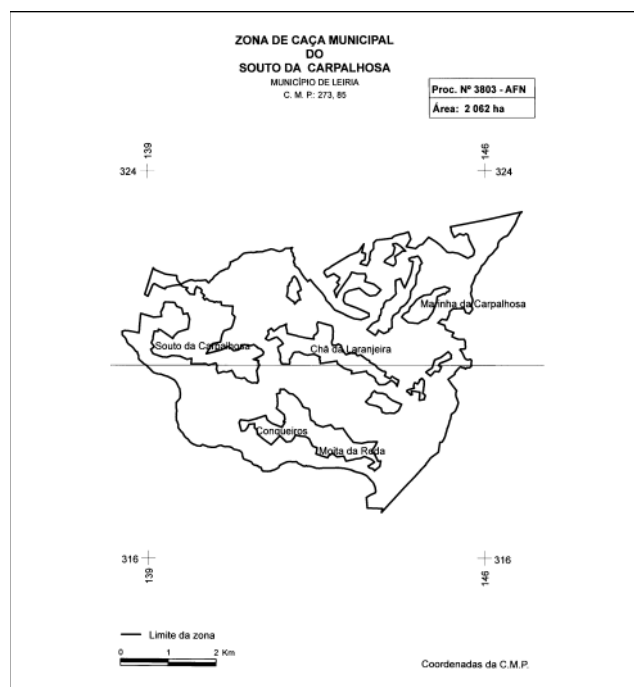 ZONA DE CAÇA MUNICIPAL
DO
SOUTO DA CARPALHOSA
MUNICÍPIO DE LEIRIA
C. M. P.: 273, 85
Proc. Nº 3803 - AFN
Área: 2 062 ha
139
146
324
324
Marinha da Carpalhosa
Souto da Carpalhosa
Chã da Laranjeira
Conqueiros
Moita da Roda
316
316
139
146
Limite da zona
0 1 2 Km
Coordenadas da C.M.P.